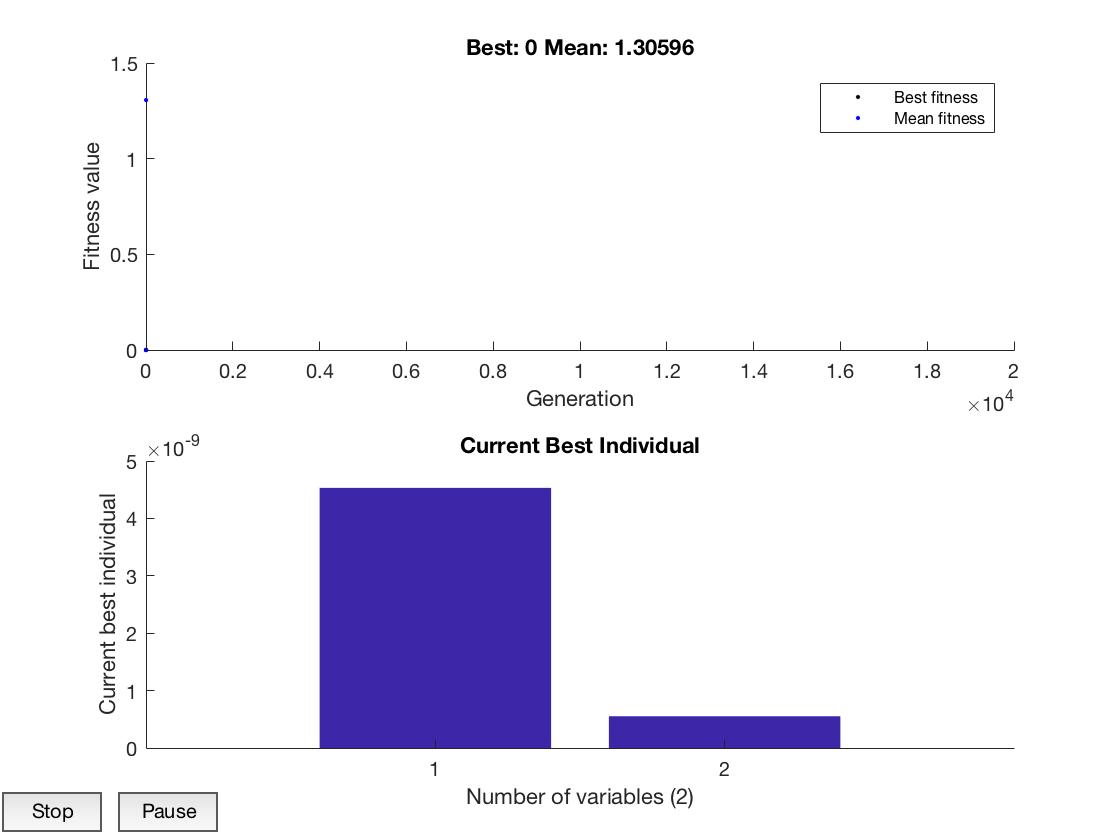 Best: 0 Mean: 1.30596
1.5
1
0.5
0
Fitness value
Best fitness
Mean fitness
0 0.2 0.4 0.6 0.8 1 1.2 1.4 1.6 1.8 2
×10^4
Generation
Current Best Individual
×10^-9
5
4
3
2
1
0
Current best individual
1 2
Number of variables (2)
Stop Pause